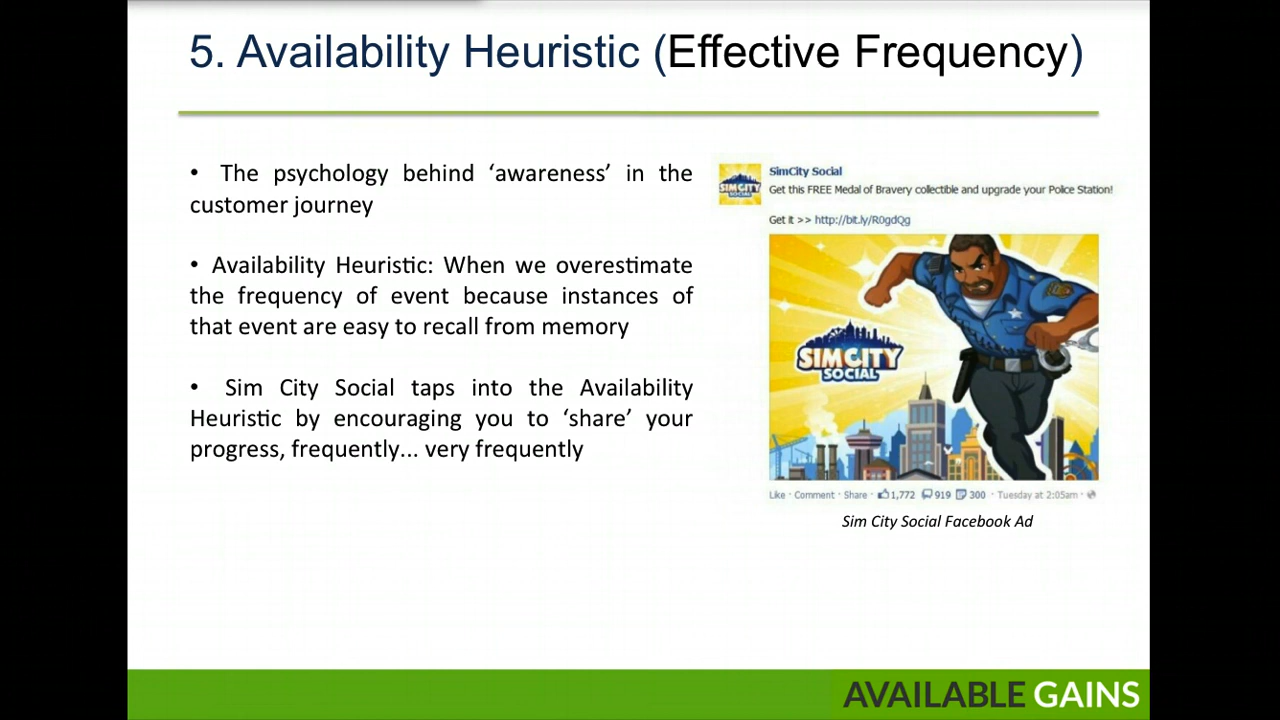 5. Availability Heuristic (Effective Frequency)
• The psychology behind ‘awareness’ in the
customer journey
• Availability Heuristic: When we overestimate
the frequency of event because instances of
that event are easy to recall from memory
• Sim City Social taps into the Availability
Heuristic by encouraging you to ‘share’ your
progress, frequently... very frequently
SIMCITY
SOCIAL
SimCity Social
Get this FREE Medal of Bravery collectible and upgrade your Police Station!
Get it >> http://bit.ly/R0gdQg
SIMCITY
SOCIAL
Like · Comment · Share · 1,772 919 300 · Tuesday at 2:05am ·
Sim City Social Facebook Ad
AVAILABLE GAINS